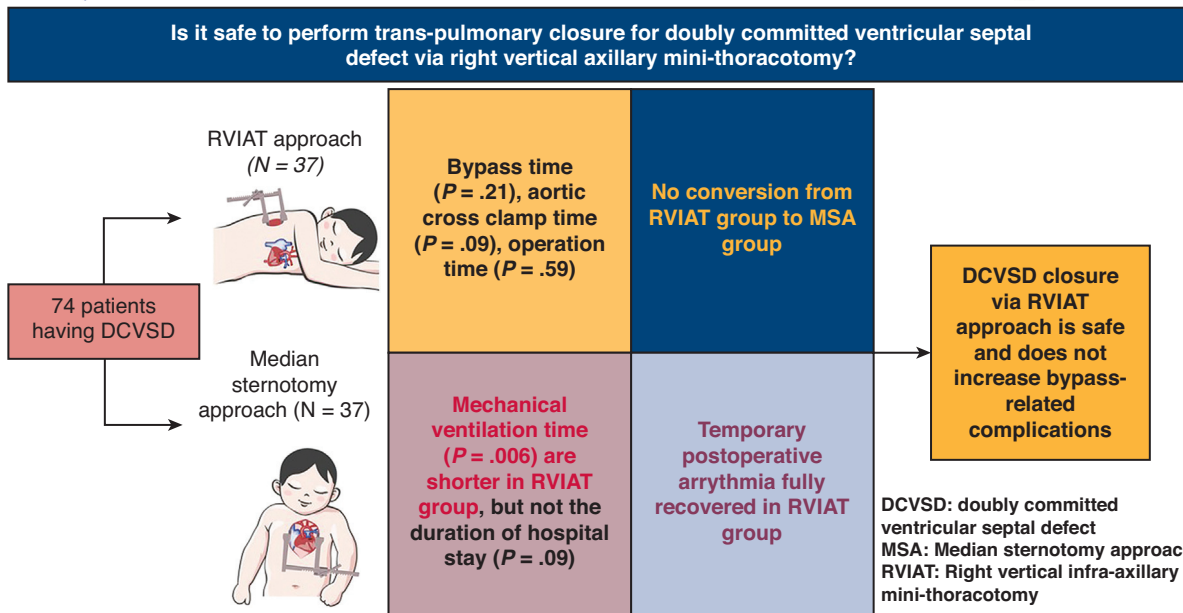 Is it safe to perform trans-pulmonary closure for doubly committed ventricular septal
defect via right vertical axillary mini-thoracotomy?
74 patients
having DCVSD
RVIAT approach
(N = 37)
Median
sternotomy
approach (N = 37)
Bypass time
(P = .21), aortic
cross clamp time
(P = .09), operation
time (P = .59)
No conversion from
RVIAT group to MSA
group
Mechanical
ventilation time
(P = .006) are
shorter in RVIAT
group, but not the
duration of hospital
stay (P = .09)
Temporary
postoperative
arrythmia fully
recovered in RVIAT
group
DCVSD closure
via RVIAT
approach is safe
and does not
increase bypass-
related
complications
DCVSD: doubly committed
ventricular septal defect
MSA: Median sternotomy approac
RVIAT: Right vertical infra-axillary
mini-thoracotomy